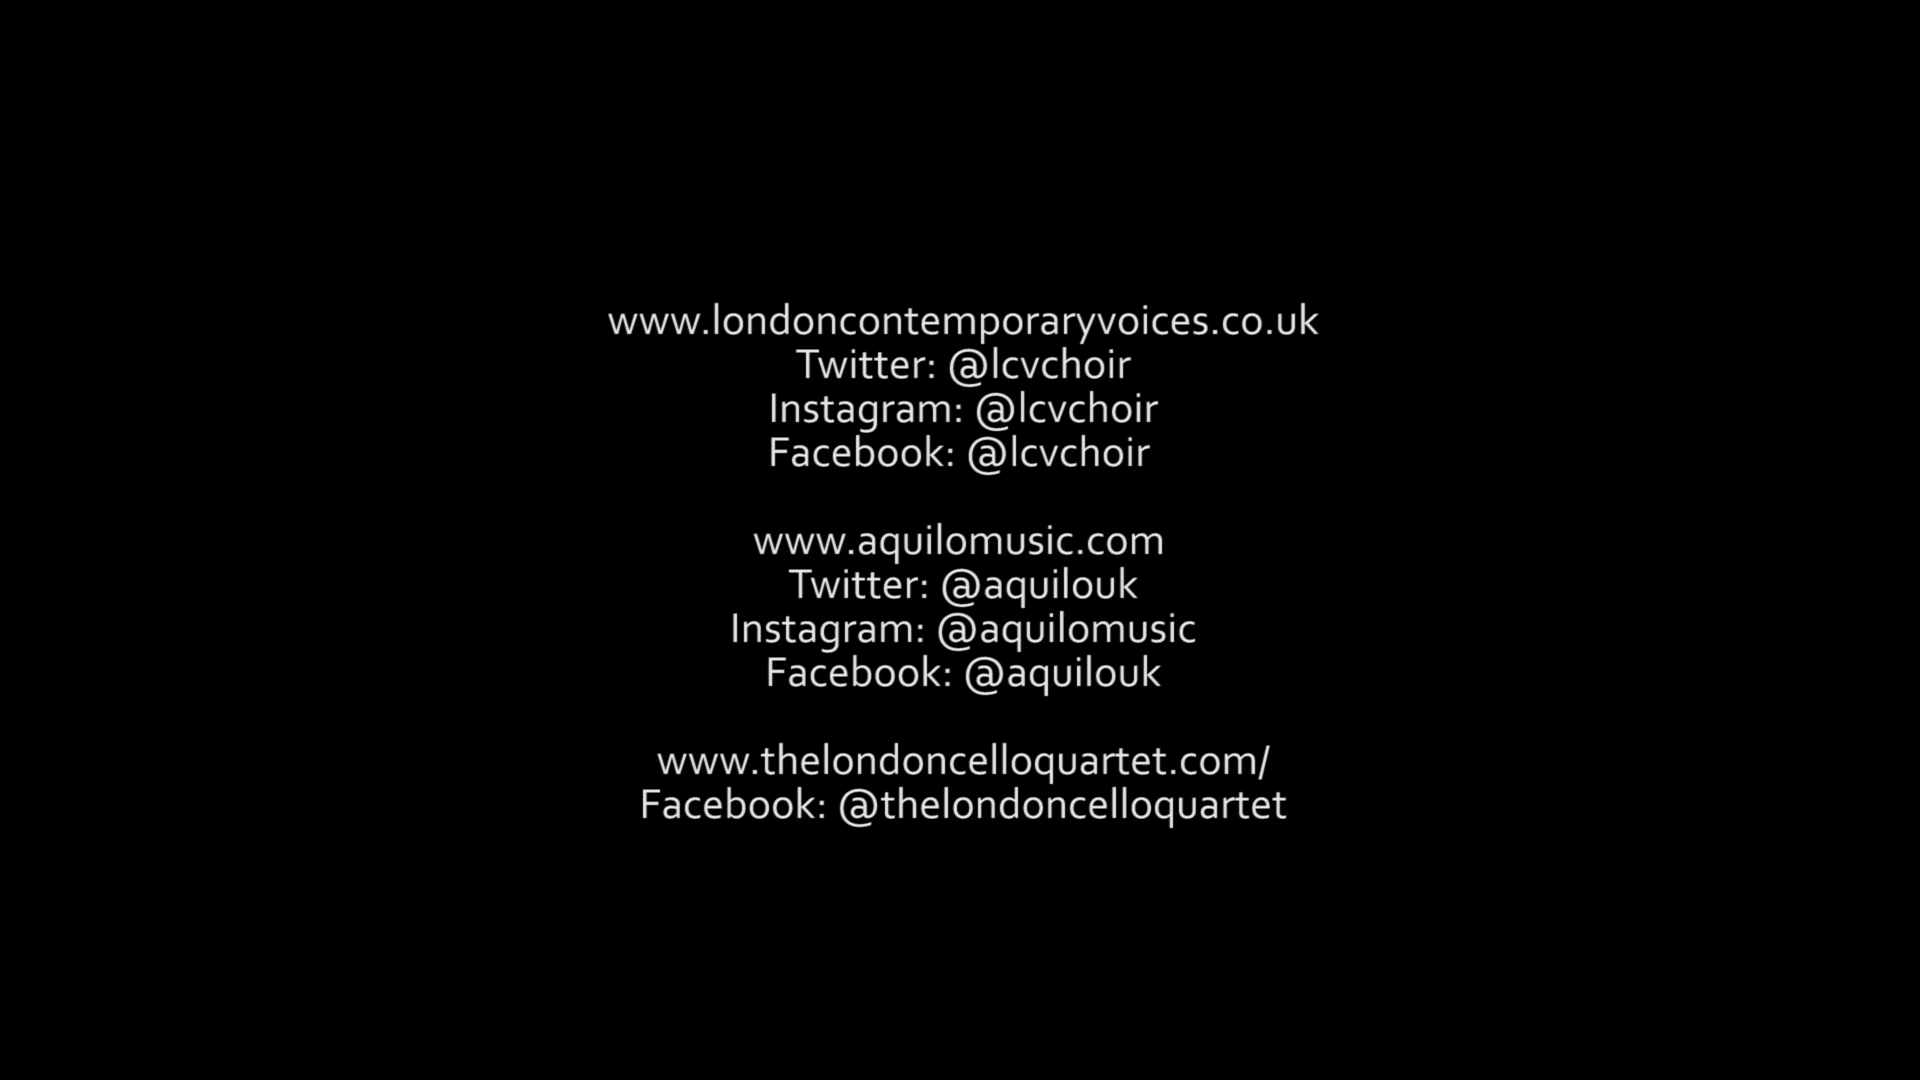 www.londoncontemporaryvoices.co.uk
Twitter: @lcvchoir
Instagram: @lcvchoir
Facebook: @lcvchoir
www.aquilomusic.com
Twitter: @aquilouk
Instagram: @aquilomusic
Facebook: @aquilouk
www.thelondoncelloquartet.com/
Facebook: @thelondoncelloquartet